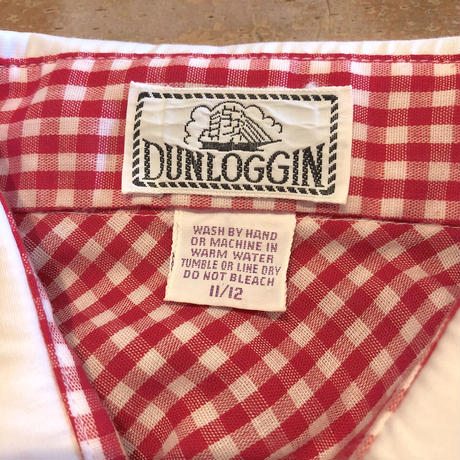 DUNLOGGIN
WASH BY HAND
OR MACHINE IN
WARM WATER
TUMBLE OR LINE DRY
DO NOT BLEACH
11/12